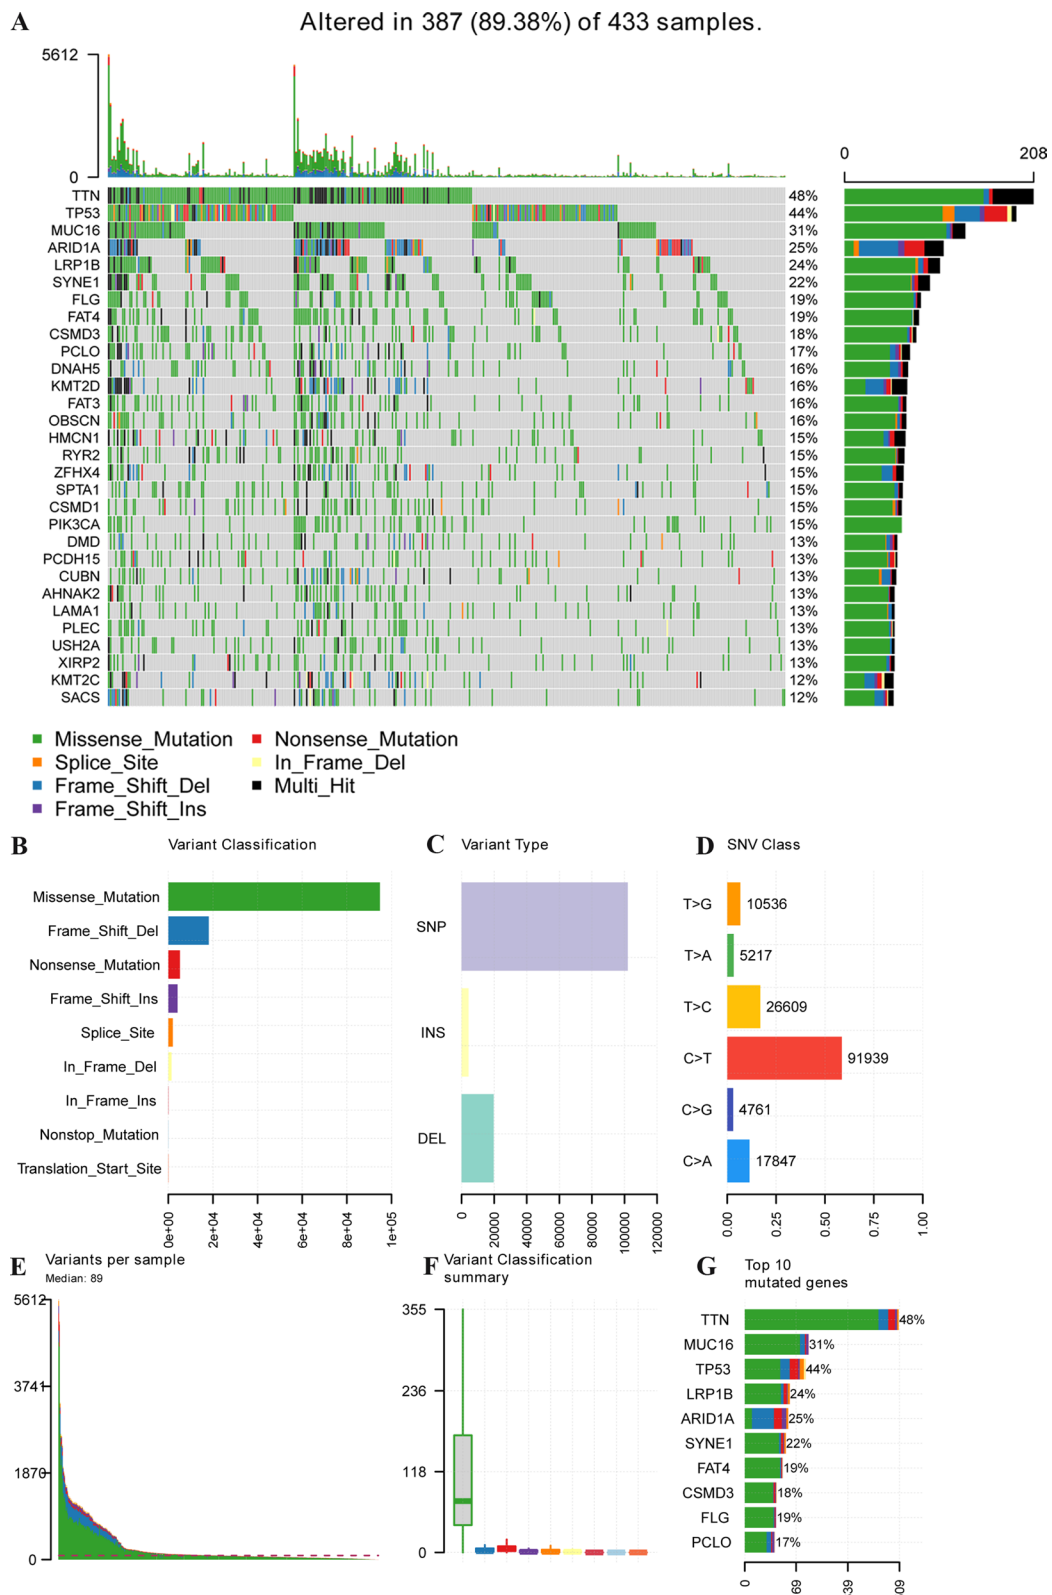 A
Altered in 387 (89.38%) of 433 samples.
5612
0
0 208
TTN 48%
TP53 44%
MUC16 31%
ARID1A 25%
LRP1B 24%
SYNE1 22%
FLG 19%
FAT4 19%
CSMD3 18%
PCLO 17%
DNAH5 16%
KMT2D 16%
FAT3 16%
OBSCN 16%
HMCN1 15%
RYR2 15%
ZFHX4 15%
SPTA1 15%
CSMD1 15%
PIK3CA 15%
DMD 13%
PCDH15 13%
CUBN 13%
AHNAK2 13%
LAMA1 13%
PLEC 13%
USH2A 13%
XIRP2 13%
KMT2C 12%
SACS 12%
Missense_Mutation
Splice_Site
Frame_Shift_Del
Frame_Shift_Ins
Nonsense_Mutation
In_Frame_Del
Multi_Hit
B
Variant Classification
Missense_Mutation
Frame_Shift_Del
Nonsense_Mutation
Frame_Shift_Ins
Splice_Site
In_Frame_Del
In_Frame_Ins
Nonstop_Mutation
Translation_Start_Site
0e+00 2e+04 4e+04 6e+04 8e+04 1e+05
C
Variant Type
SNP
INS
DEL
0 20000 40000 60000 80000 100000 120000
D
SNV Class
T>G 10536
T>A 5217
T>C 26609
C>T 91939
C>G 4761
C>A 17847
0.00 0.25 0.50 0.75 1.00
E
Variants per sample
Median: 89
5612
3741
1870
0
F
Variant Classification
summary
355
236
118
0
G
Top 10
mutated genes
TTN 48%
MUC16 31%
TP53 44%
LRP1B 24%
ARID1A 25%
SYNE1 22%
FAT4 19%
CSMD3 18%
FLG 19%
PCLO 17%
0 69 39 09